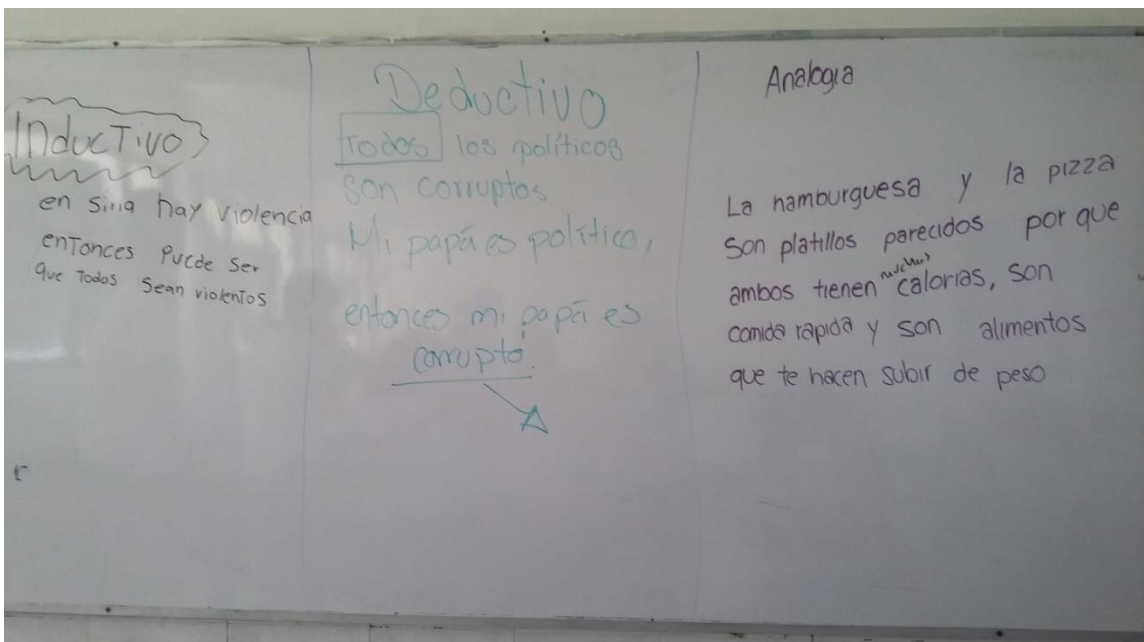 Inductivo
en Siria hay violencia
entonces puede ser
que todos sean violentos
r
Deductivo
Todos los políticos
son corruptos
Mi papá es político,
entonces mi papá es
corrupto.
Analogia
La hamburguesa y la pizza
son platillos parecidos por que
muchas
ambos tienen calorias, son
comida rapida y son alimentos
que te hacen subir de peso